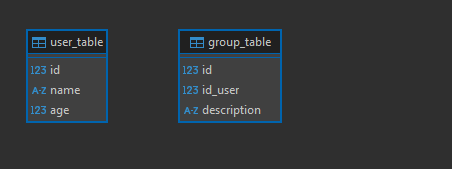 user_table
123 id
A-Z name
123 age
group_table
123 id
123 id_user
A-Z description